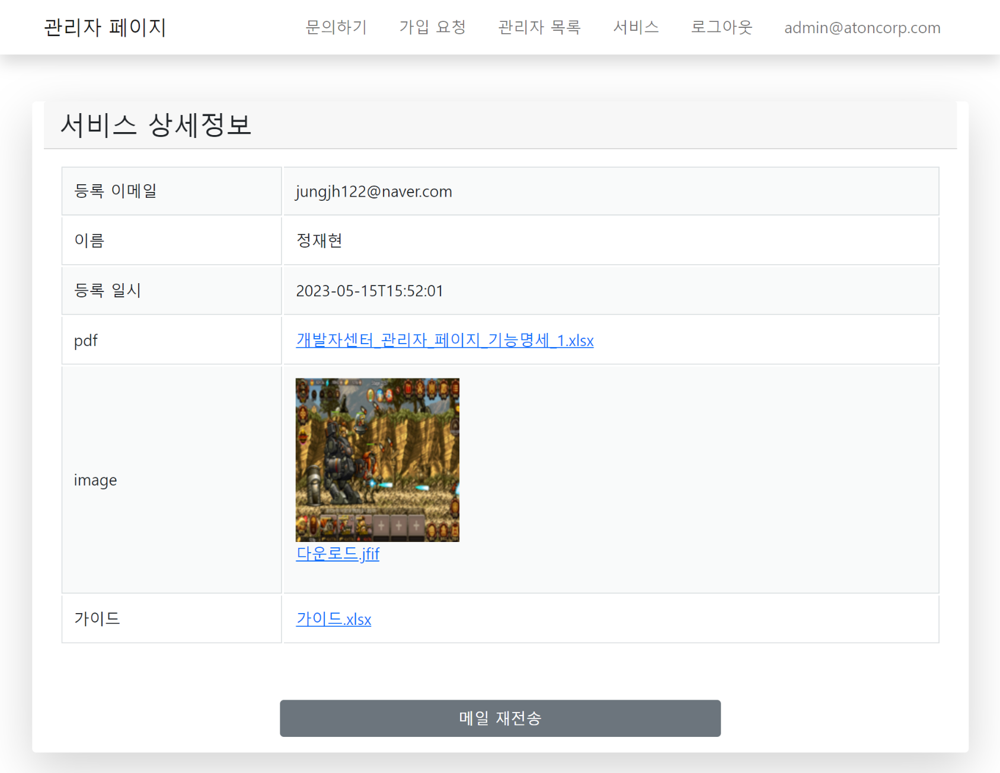 관리자 페이지
문의하기
가입 요청
관리자 목록
서비스
로그아웃
admin@atoncorp.com
서비스 상세정보
등록 이메일
jungjh122@naver.com
이름
정재현
등록 일시
2023-05-15T15:52:01
pdf
개발자센터_관리자_페이지_기능명세_1.xlsx
image
다운로드.jfif
가이드
가이드.xlsx
메일 재전송